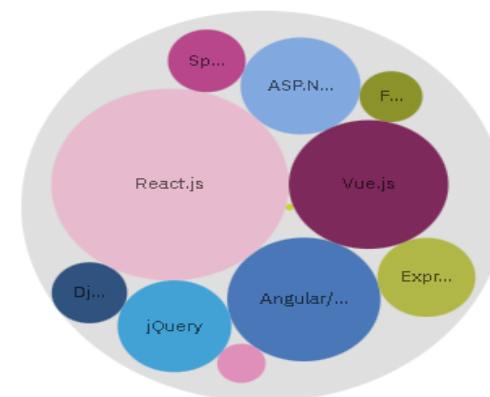 Sp...
ASP.N...
F...
React.js
Vue.js
Expr...
Dj...
Angular/...
jQuery